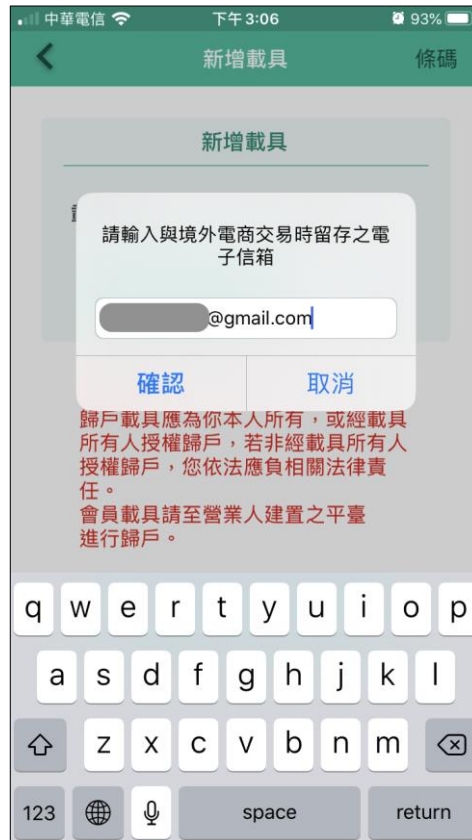 中華電信 下午3:06 93%
新增載具 條碼
新增載具
請輸入與境外電商交易時留存之電
子信箱
@gmail.com
確認 取消
歸戶載具應為你本人所有，或經載具
所有人授權歸戶，若非經載具所有人
授權歸戶，您依法應負相關法律責
任。
會員載具請至營業人建置之平臺
進行歸戶。
q w e r t y u i o p
a s d f g h j k l
z x c v b n m
123 space return